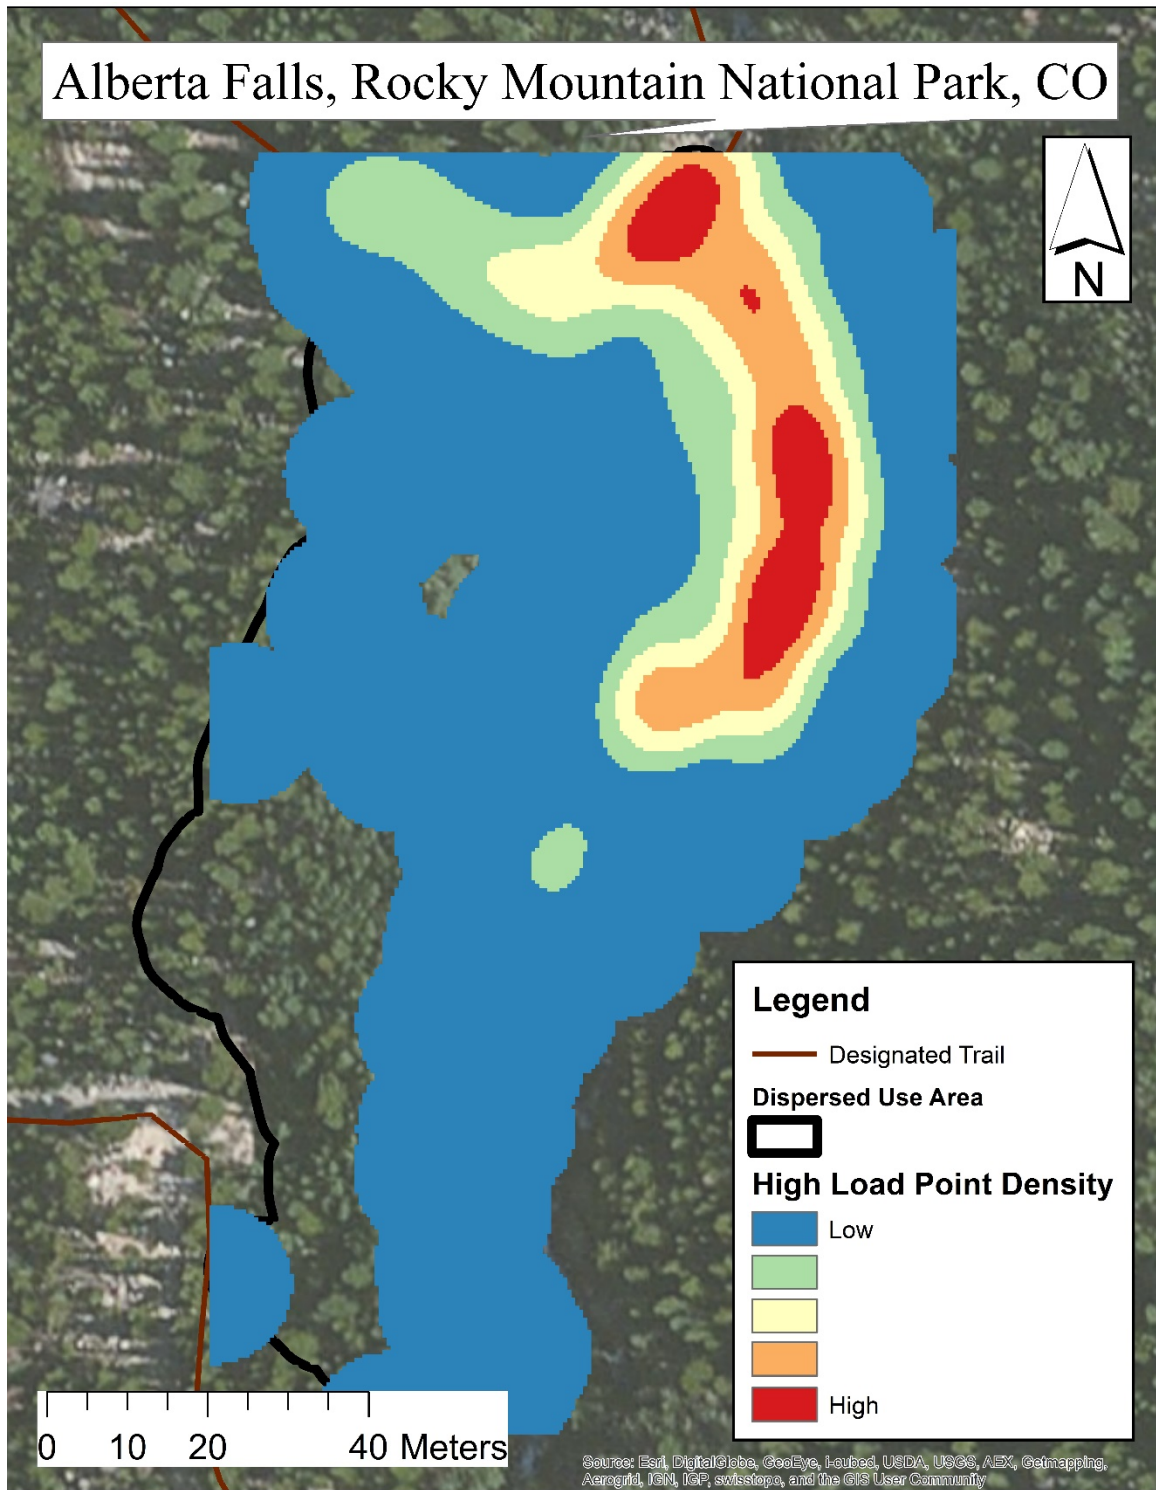 Alberta Falls, Rocky Mountain National Park, CO
N
Legend
Designated Trail
Dispersed Use Area
High Load Point Density
Low
High
0 10 20 40 Meters
Source: Esri, DigitalGlobe, GeoEye, i-cubed, USDA, USGS, AEX, Getmapping,
Aerogrid, IGN, IGP, swisstopo, and the GIS User Community